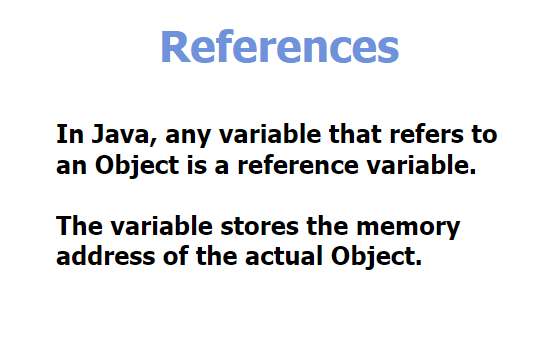 References
In Java, any variable that refers to
an Object is a reference variable.
The variable stores the memory
address of the actual Object.